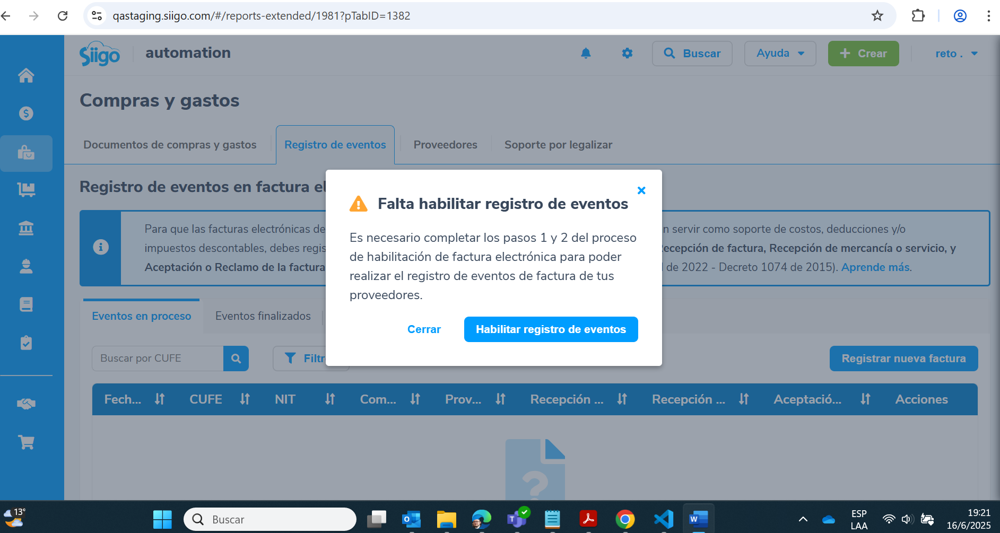 qastaging.siigo.com/#/reports-extended/1981?pTabID=1382
Siigo
automation
Buscar
Ayuda
Crear
reto .
Compras y gastos
Documentos de compras y gastos
Registro de eventos
Proveedores
Soporte por legalizar
Registro de eventos en factura el
Para que las facturas electrónicas de
n servir como soporte de costos, deducciones y/o
impuestos descontables, debes regis
ecepción de factura, Recepción de mercancía o servicio, y
Aceptación o Reclamo de la factura
de 2022 - Decreto 1074 de 2015). Aprende más.
Falta habilitar registro de eventos
Es necesario completar los pasos 1 y 2 del proceso
de habilitación de factura electrónica para poder
realizar el registro de eventos de factura de tus
proveedores.
Cerrar
Habilitar registro de eventos
Eventos en proceso
Eventos finalizados
Buscar por CUFE
Filtr
Registrar nueva factura
Fech...
CUFE
NIT
Com...
Prov...
Recepción ...
Recepción ...
Aceptació...
Acciones
13°
Buscar
ESP
LAA
19:21
16/6/2025